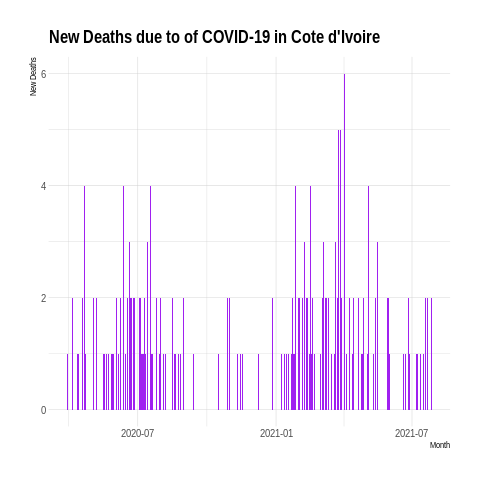 New Deaths due to of COVID-19 in Cote d'Ivoire
New Deaths
6
4
2
0
2020-07 2021-01 2021-07
Month